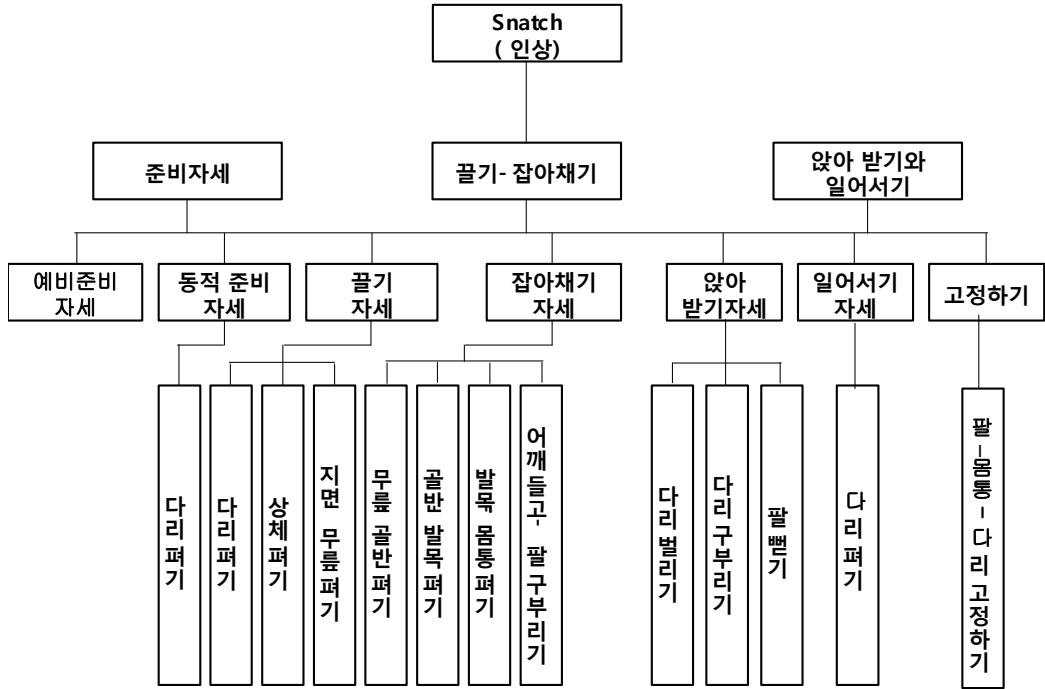 Snatch
( 인상)
준비자세
끌기- 잡아채기
앉아 받기와
일어서기
예비준비
자세
동적 준비
자세
끌기
자세
잡아채기
자세
앉아
받기자세
일어서기
자세
고정하기
다리 펴기
다리 펴기
상체 펴기
지면 무릎 펴기
무릎 골반 펴기
골반 발목 펴기
발목 몸통 펴기
어깨 들고, 팔 구부리기
다리 벌리기
다리 구부리기
팔 뻗기
다리 펴기
팔-몸통-다리 고정하기